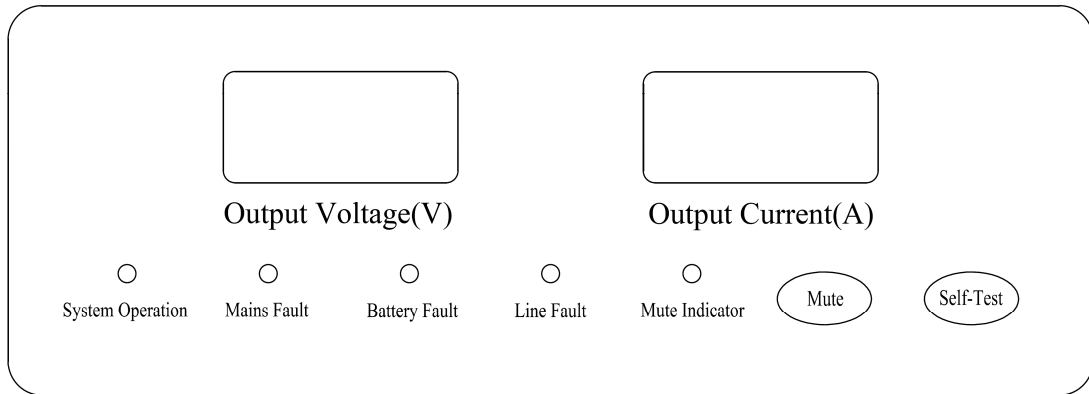 Output Voltage(V)
Output Current(A)
System Operation
Mains Fault
Battery Fault
Line Fault
Mute Indicator
Mute
Self-Test